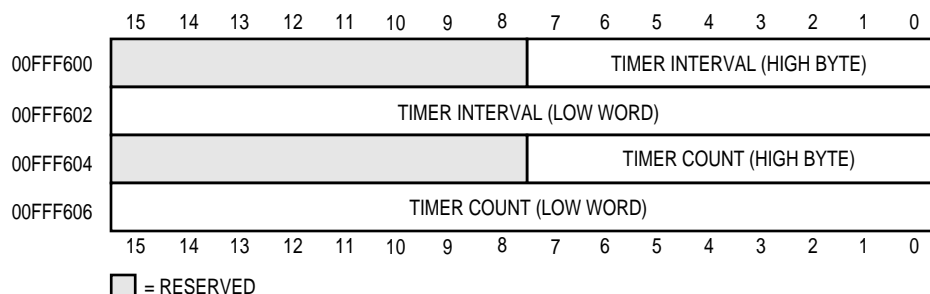 15 14 13 12 11 10 9 8 7 6 5 4 3 2 1 0
00FFF600 TIMER INTERVAL (HIGH BYTE)
00FFF602 TIMER INTERVAL (LOW WORD)
00FFF604 TIMER COUNT (HIGH BYTE)
00FFF606 TIMER COUNT (LOW WORD)
15 14 13 12 11 10 9 8 7 6 5 4 3 2 1 0
= RESERVED